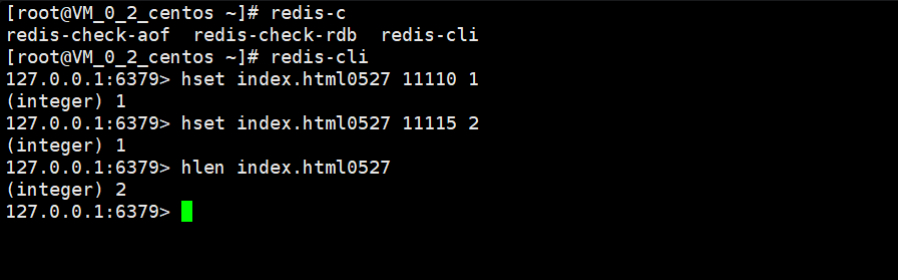 [root@VM_0_2_centos ~]# redis-c
redis-check-aof  redis-check-rdb  redis-cli
[root@VM_0_2_centos ~]# redis-cli
127.0.0.1:6379> hset index.html0527 11110 1
(integer) 1
127.0.0.1:6379> hset index.html0527 11115 2
(integer) 1
127.0.0.1:6379> hlen index.html0527
(integer) 2
127.0.0.1:6379>